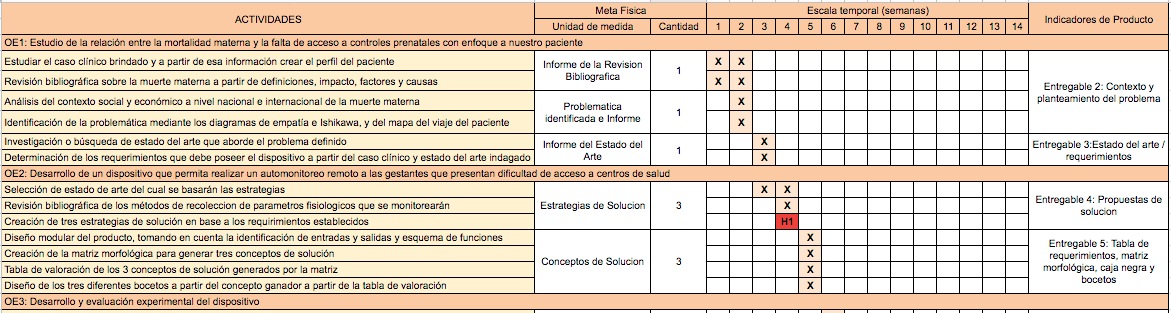 ACTIVIDADES
Meta Fisica
Escala temporal (semanas)
Indicadores de Producto
Unidad de medida Cantidad 1 2 3 4 5 6 7 8 9 10 11 12 13 14
OE1: Estudio de la relación entre la mortalidad materna y la falta de acceso a controles prenatales con enfoque a nuestro paciente
Estudiar el caso clínico brindado y a partir de esa información crear el perfil del paciente
Informe de la Revision
Bibliografica
1
X X
Entregable 2: Contexto y
planteamiento del problema
Revisión bibliográfica sobre la muerte materna a partir de definiciones, impacto, factores y causas
X X
Análisis del contexto social y económico a nivel nacional e internacional de la muerte materna
Problematica
identificada e Informe
1
X
Identificación de la problemática mediante los diagramas de empatía e Ishikawa, y del mapa del viaje del paciente
X
Investigación o búsqueda de estado del arte que aborde el problema definido
Informe del Estado del
Arte
1
X
Entregable 3:Estado del arte /
requerimientos
Determinación de los requerimientos que debe poseer el dispositivo a partir del caso clínico y estado del arte indagado
X
OE2: Desarrollo de un dispositivo que permita realizar un automonitoreo remoto a las gestantes que presentan dificultad de acceso a centros de salud
Selección de estado de arte del cual se basarán las estrategias
Estrategias de Solucion
3
X X
Entregable 4: Propuestas de
solucion
Revisión bibliográfica de los métodos de recoleccion de parametros fisiologicos que se monitorearán
X
Creación de tres estrategias de solución en base a los requirimientos establecidos
H1
Diseño modular del producto, tomando en cuenta la identificación de entradas y salidas y esquema de funciones
Conceptos de Solucion
3
X
Entregable 5: Tabla de
requerimientos, matriz
morfológica, caja negra y
bocetos
Creación de la matriz morfológica para generar tres conceptos de solución
X
Tabla de valoración de los 3 conceptos de solución generados por la matriz
X
Diseño de los tres diferentes bocetos a partir del concepto ganador a partir de la tabla de valoración
X
OE3: Desarrollo y evaluación experimental del dispositivo